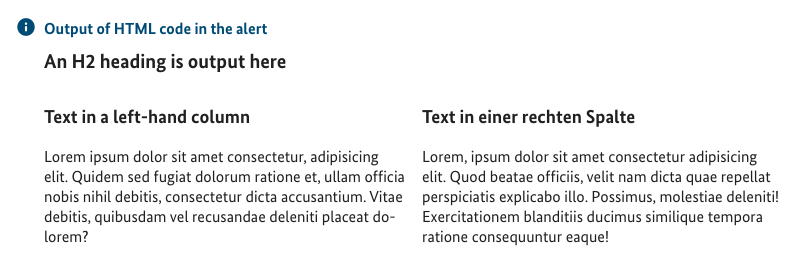 Output of HTML code in the alert
An H2 heading is output here
Text in a left-hand column
Lorem ipsum dolor sit amet consectetur, adipisicing
elit. Quidem sed fugiat dolorum ratione et, ullam officia
nobis nihil debitis, consectetur dicta accusantium. Vitae
debitis, quibusdam vel recusandae deleniti placeat do-
lorem?
Text in einer rechten Spalte
Lorem, ipsum dolor sit amet consectetur adipisicing
elit. Quod beatae officiis, velit nam dicta quae repellat
perspiciatis explicabo illo. Possimus, molestiae deleniti!
Exercitationem blanditiis ducimus similique tempora
ratione consequuntur eaque!